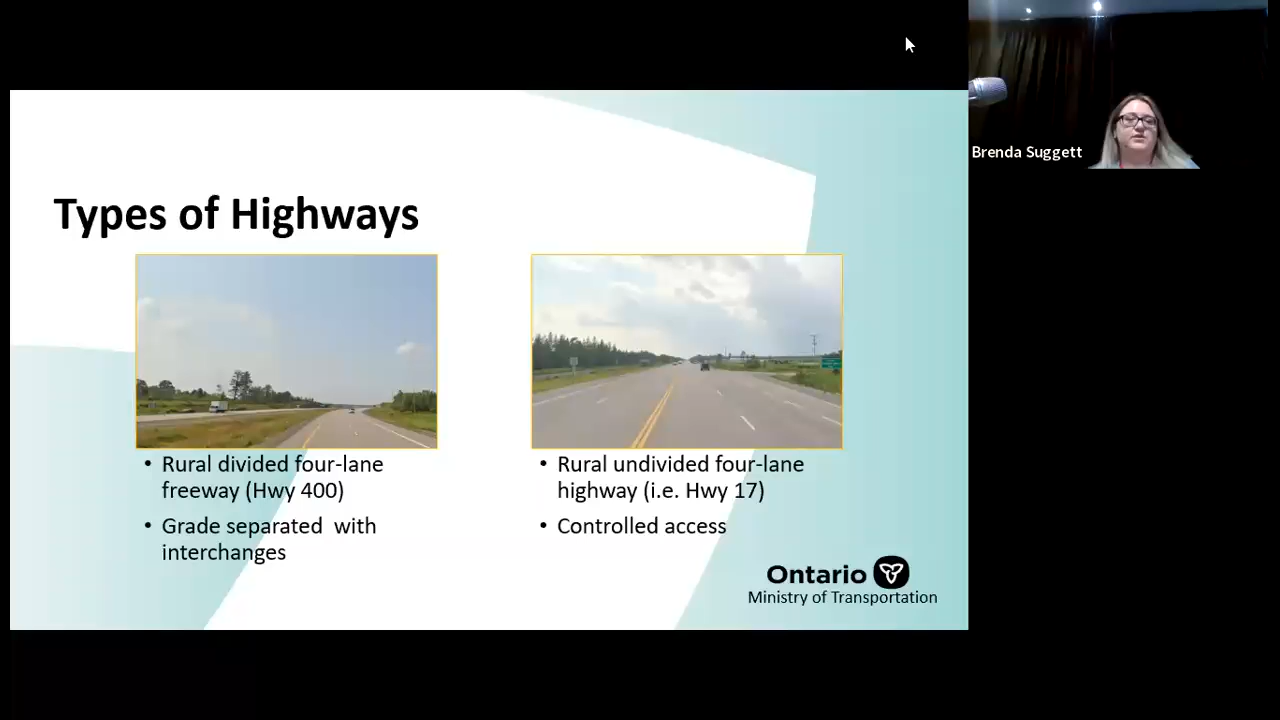 Brenda Suggett
Types of Highways
• Rural divided four-lane
freeway (Hwy 400)
• Grade separated with
interchanges
• Rural undivided four-lane
highway (i.e. Hwy 17)
• Controlled access
Ontario
Ministry of Transportation